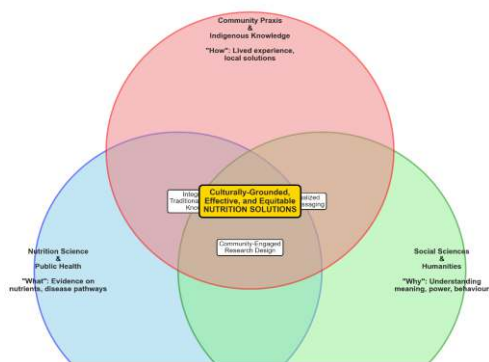 Community Praxis
&
Indigenous Knowledge
"How": Lived experience,
local solutions
Culturally-Grounded,
Effective, and Equitable
NUTRITION SOLUTIONS
Community-Engaged
Research Design
Nutrition Science
&
Public Health
"What": Evidence on
nutrients, disease pathways
Social Sciences
&
Humanities
"Why": Understanding
meaning, power, behaviour